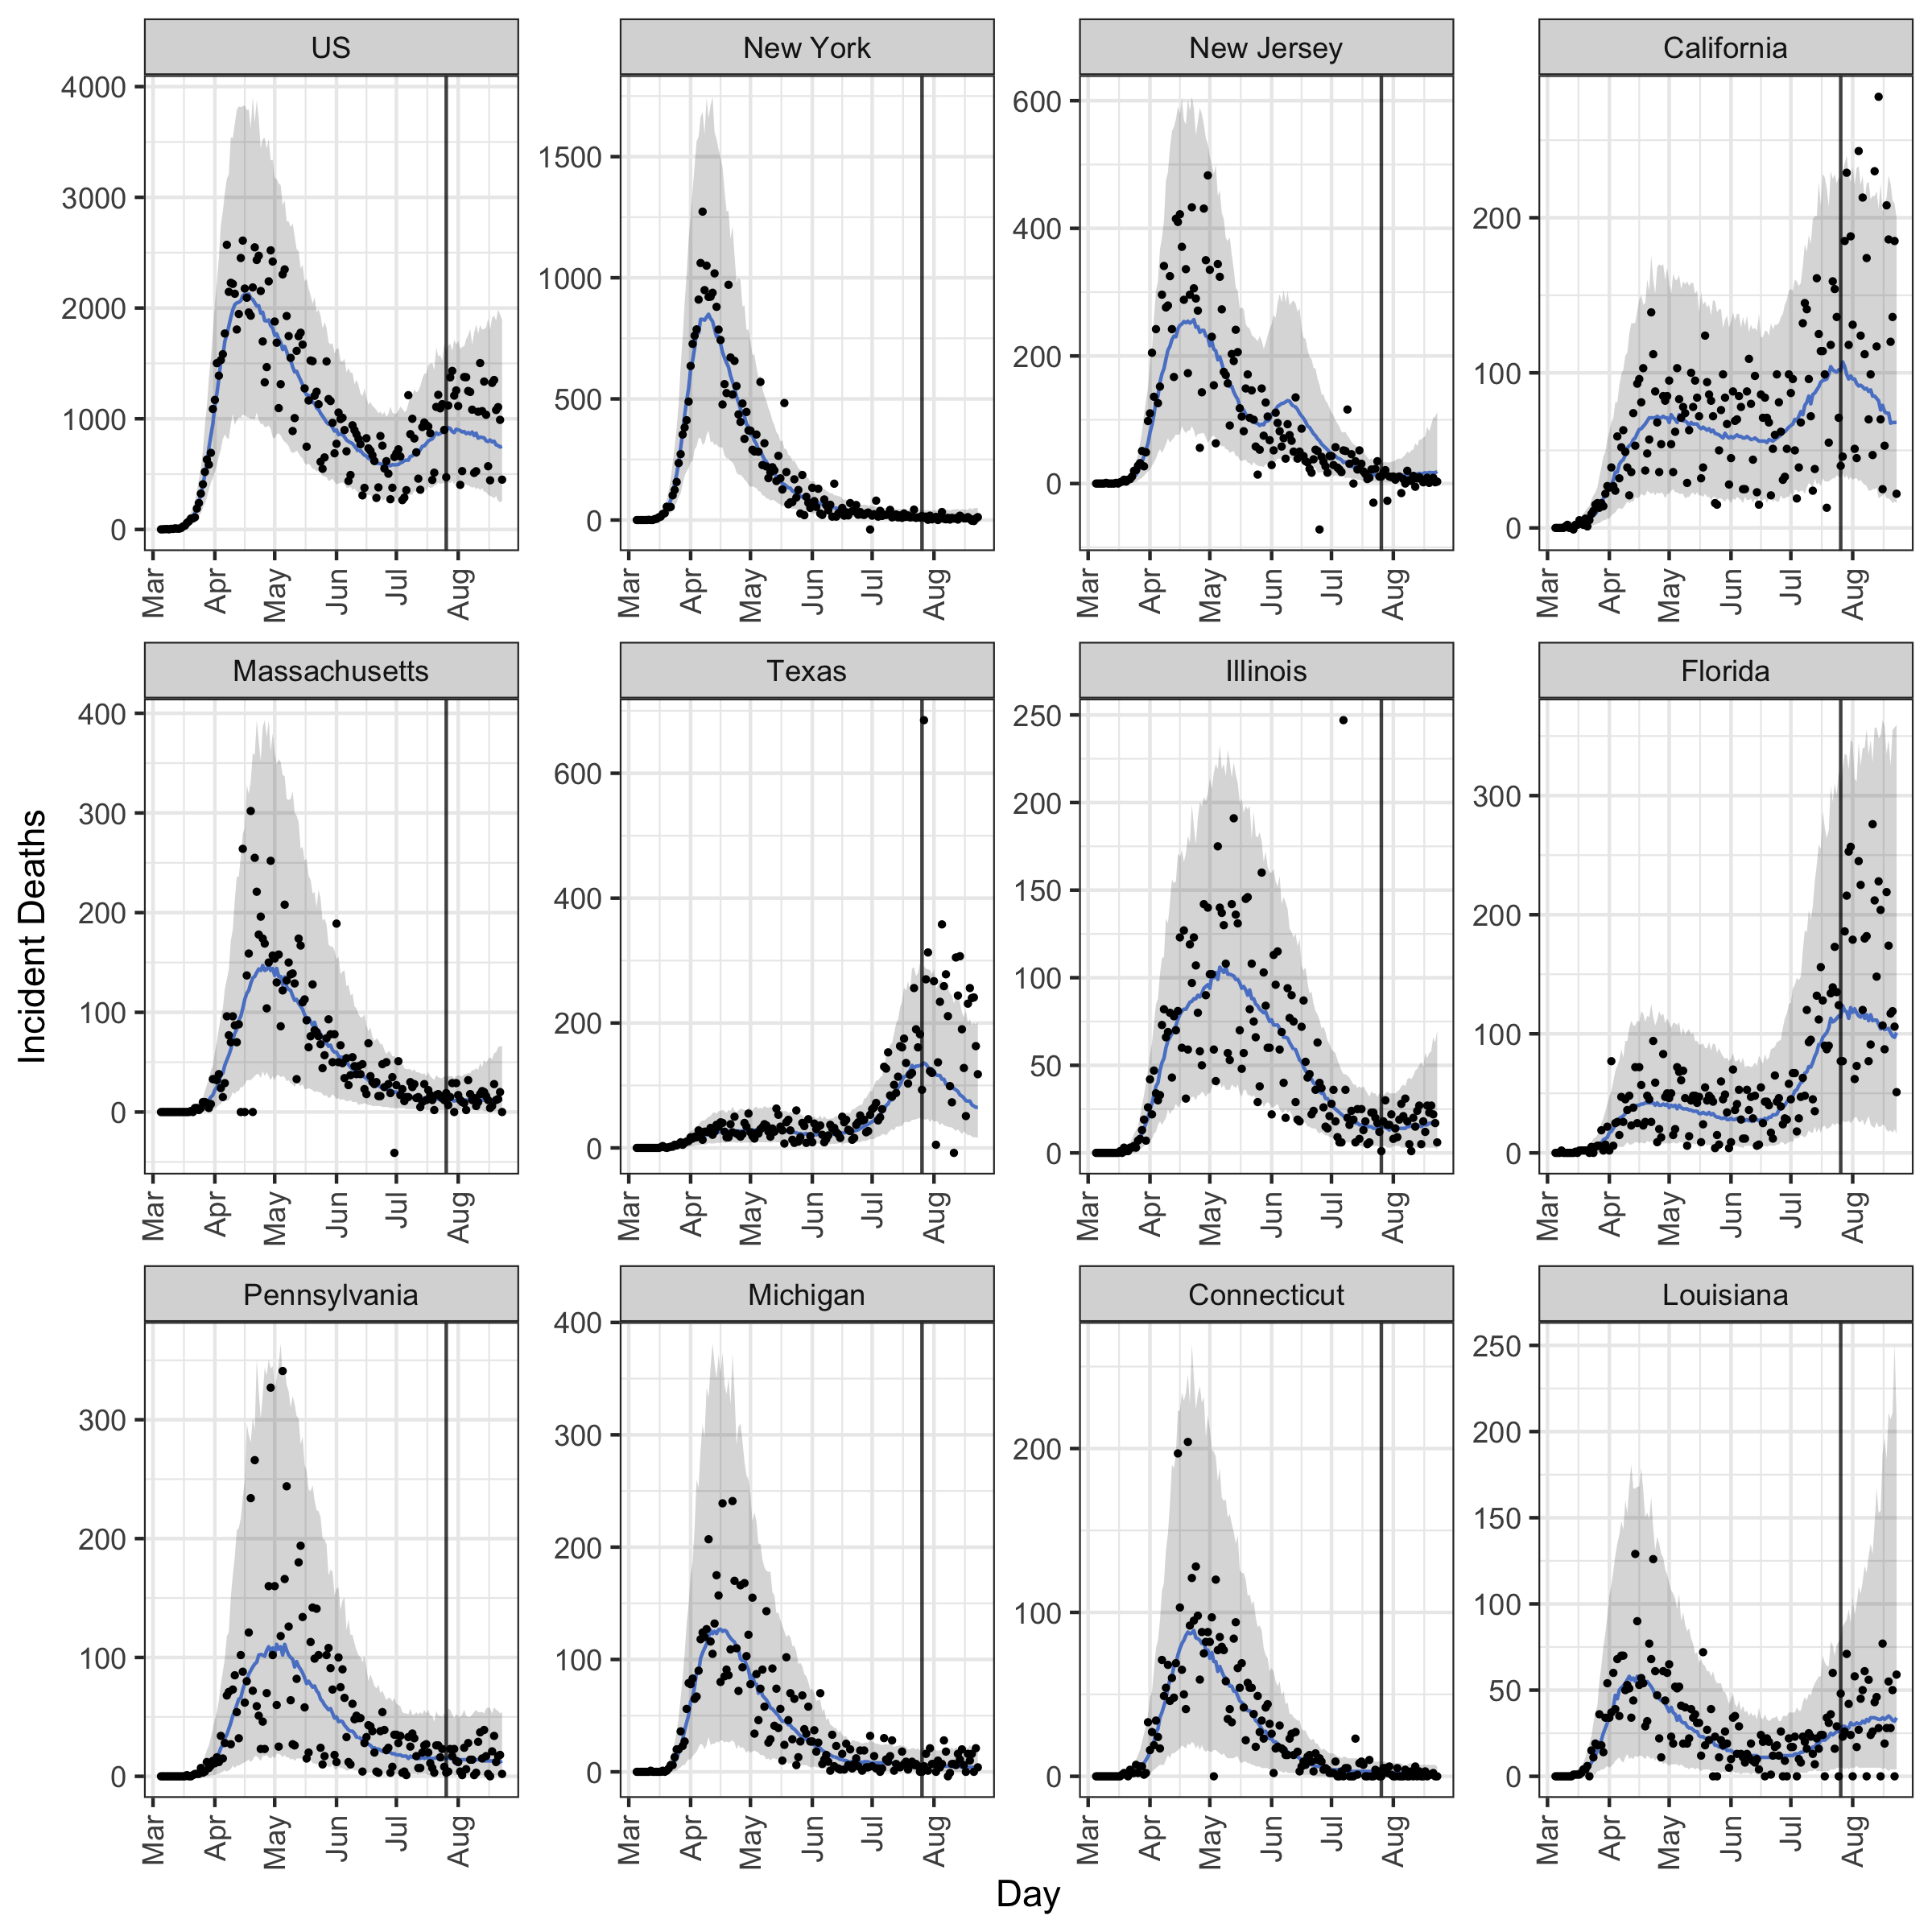 US
New York
New Jersey
California
4000
3000
2000
1000
0
1500
1000
500
0
600
400
200
0
200
100
0
Mar
Apr
May
Jun
Jul
Aug
Mar
Apr
May
Jun
Jul
Aug
Mar
Apr
May
Jun
Jul
Aug
Mar
Apr
May
Jun
Jul
Aug
Massachusetts
Texas
Illinois
Florida
400
300
200
100
0
600
400
200
0
250
200
150
100
50
0
300
200
100
0
Mar
Apr
May
Jun
Jul
Aug
Mar
Apr
May
Jun
Jul
Aug
Mar
Apr
May
Jun
Jul
Aug
Mar
Apr
May
Jun
Jul
Aug
Incident Deaths
Pennsylvania
Michigan
Connecticut
Louisiana
300
200
100
0
400
300
200
100
0
200
100
0
250
200
150
100
50
0
Mar
Apr
May
Jun
Jul
Aug
Mar
Apr
May
Jun
Jul
Aug
Mar
Apr
May
Jun
Jul
Aug
Mar
Apr
May
Jun
Jul
Aug
Day